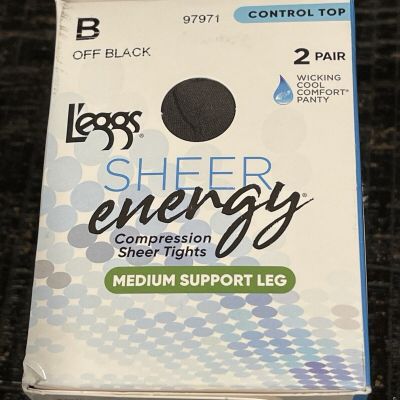 B
97971
CONTROL TOP
OFF BLACK
2 PAIR
WICKING
COOL
COMFORT®
PANTY
L'eggs®
SHEER
energy®
Compression
Sheer Tights
MEDIUM SUPPORT LEG